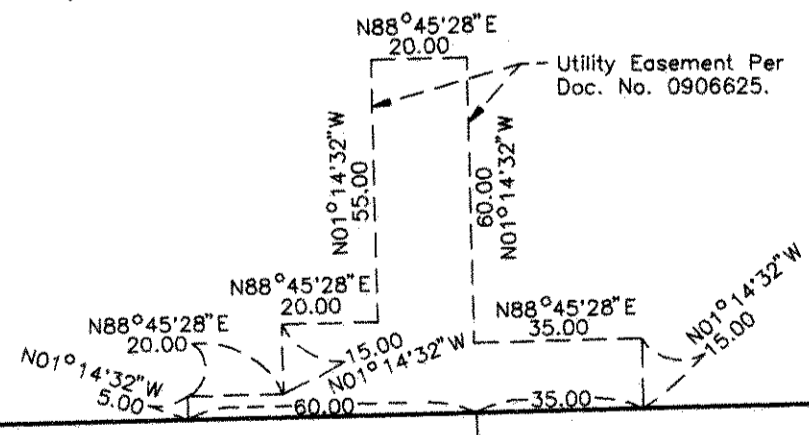 N88°45'28"E
20.00
Utility Easement Per
Doc. No. 0906625.
N01°14'32"W
55.00
60.00
N01°14'32"W
N88°45'28"E
20.00
N88°45'28"E
20.00
N01°14'32"W
5.00
15.00
N01°14'32"W
N88°45'28"E
35.00
N01°14'32"W
15.00
60.00
35.00